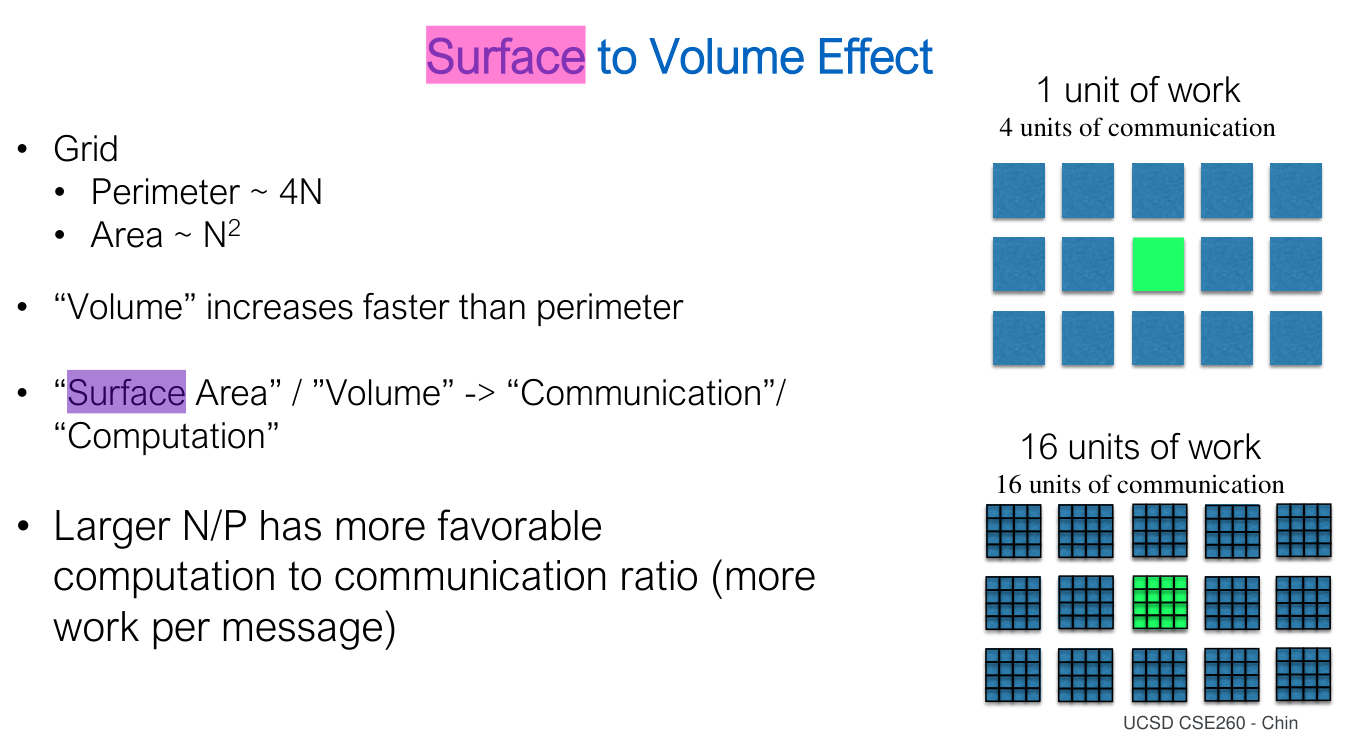 Surface to Volume Effect
• Grid
• Perimeter ~ 4N
• Area ~ N²
• “Volume” increases faster than perimeter
• “Surface Area” / ”Volume” -> “Communication”/
“Computation”
• Larger N/P has more favorable
computation to communication ratio (more
work per message)
1 unit of work
4 units of communication
16 units of work
16 units of communication
UCSD CSE260 - Chin